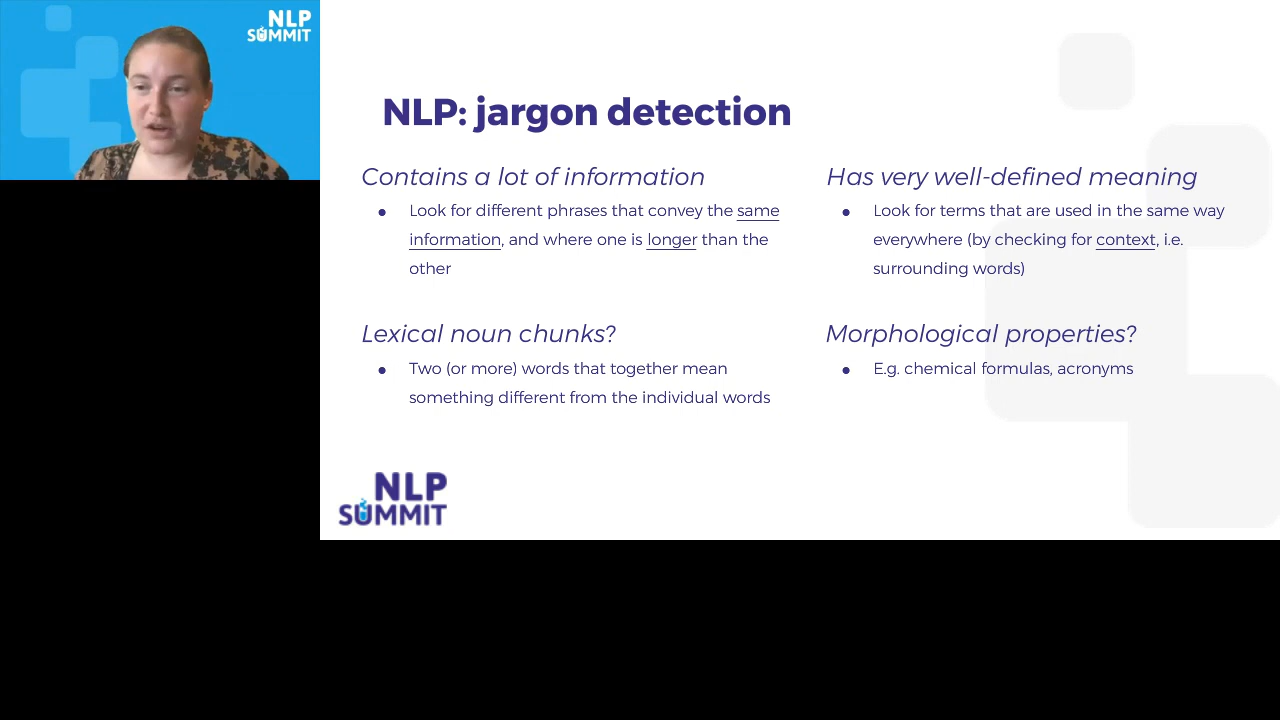 NLP
SUMMIT
NLP: jargon detection
Contains a lot of information
● Look for different phrases that convey the same
information, and where one is longer than the
other
Has very well-defined meaning
● Look for terms that are used in the same way
everywhere (by checking for context, i.e.
surrounding words)
Lexical noun chunks?
● Two (or more) words that together mean
something different from the individual words
Morphological properties?
● E.g. chemical formulas, acronyms
NLP
SUMMIT